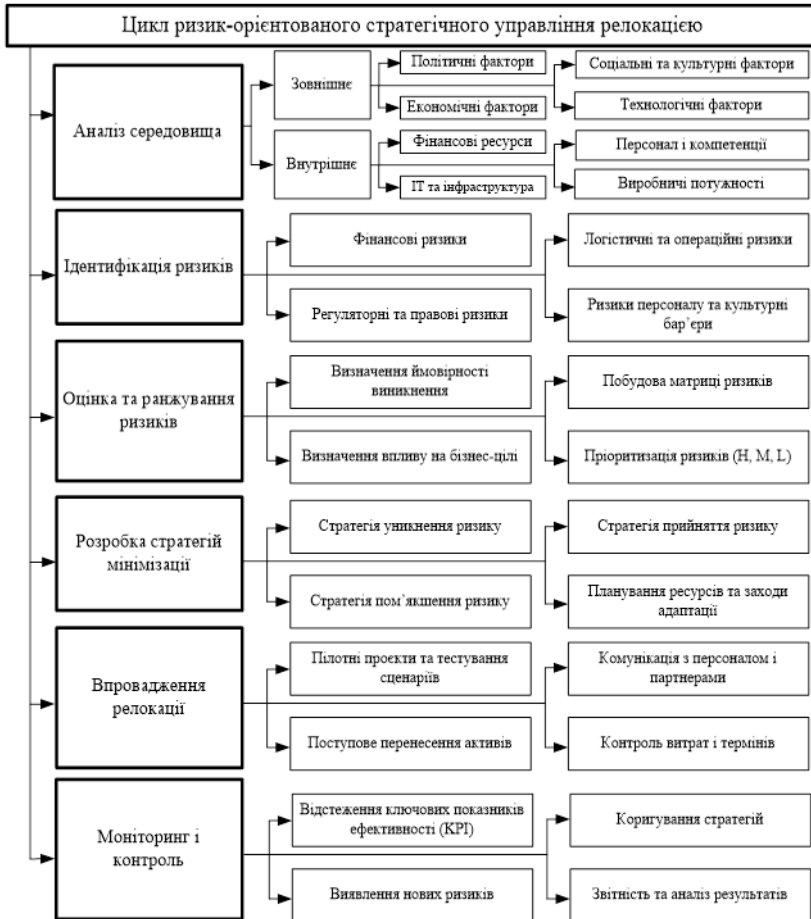 Цикл ризик-орієнтованого стратегічного управління релокацією
Аналіз середовища
Зовнішнє
Політичні фактори
Соціальні та культурні фактори
Економічні фактори
Технологічні фактори
Внутрішнє
Фінансові ресурси
Персонал і компетенції
ІТ та інфраструктура
Виробничі потужності
Ідентифікація ризиків
Фінансові ризики
Логістичні та операційні ризики
Регуляторні та правові ризики
Ризики персоналу та культурні
бар’єри
Оцінка та ранжування
ризиків
Визначення ймовірності
виникнення
Побудова матриці ризиків
Визначення впливу на бізнес-цілі
Пріоритизація ризиків (H, M, L)
Розробка стратегій
мінімізації
Стратегія уникнення ризику
Стратегія прийняття ризику
Стратегія пом’якшення ризику
Планування ресурсів та заходи
адаптації
Впровадження
релокації
Пілотні проєкти та тестування
сценаріїв
Комунікація з персоналом і
партнерами
Поступове перенесення активів
Контроль витрат і термінів
Моніторинг і
контроль
Відстеження ключових показників
ефективності (KPI)
Коригування стратегій
Виявлення нових ризиків
Звітність та аналіз результатів